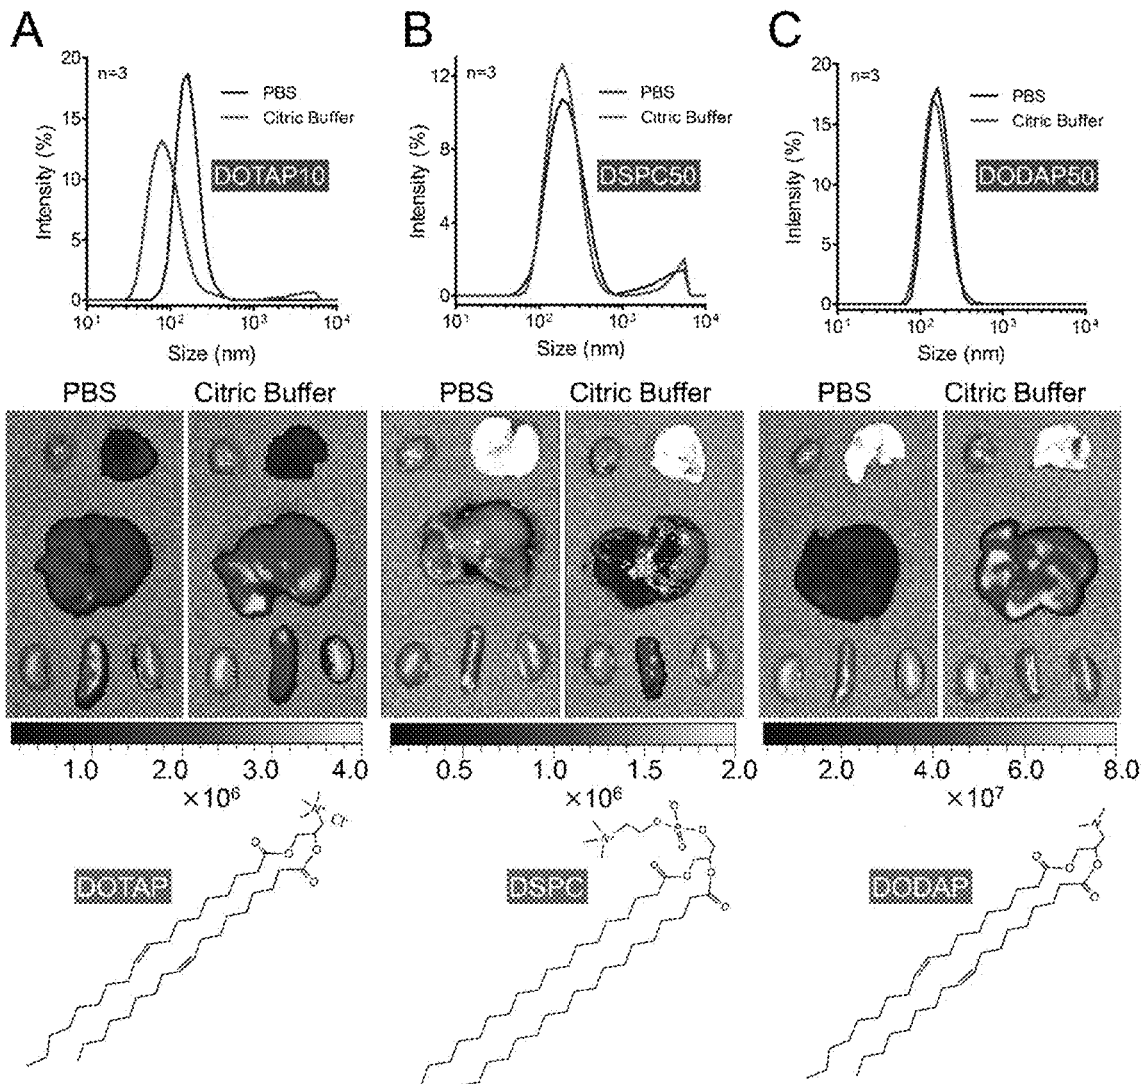 A
20
15
10
5
0
Intensity (%)
n=3
PBS
Citric Buffer
DOTAP10
10¹ 10² 10³ 10⁴
Size (nm)
B
12
8
4
0
Intensity (%)
n=3
PBS
Citric Buffer
DSPC50
10¹ 10² 10³ 10⁴
Size (nm)
C
20
15
10
5
0
Intensity (%)
n=3
PBS
Citric Buffer
DODAP50
10¹ 10² 10³ 10⁴
Size (nm)
PBS Citric Buffer
PBS Citric Buffer
PBS Citric Buffer
1.0 2.0 3.0 4.0
×10⁶
0.5 1.0 1.5 2.0
×10⁶
2.0 4.0 6.0 8.0
×10⁷
N⁺ Cl⁻
O O O O
DOTAP
DSPC
DODAP